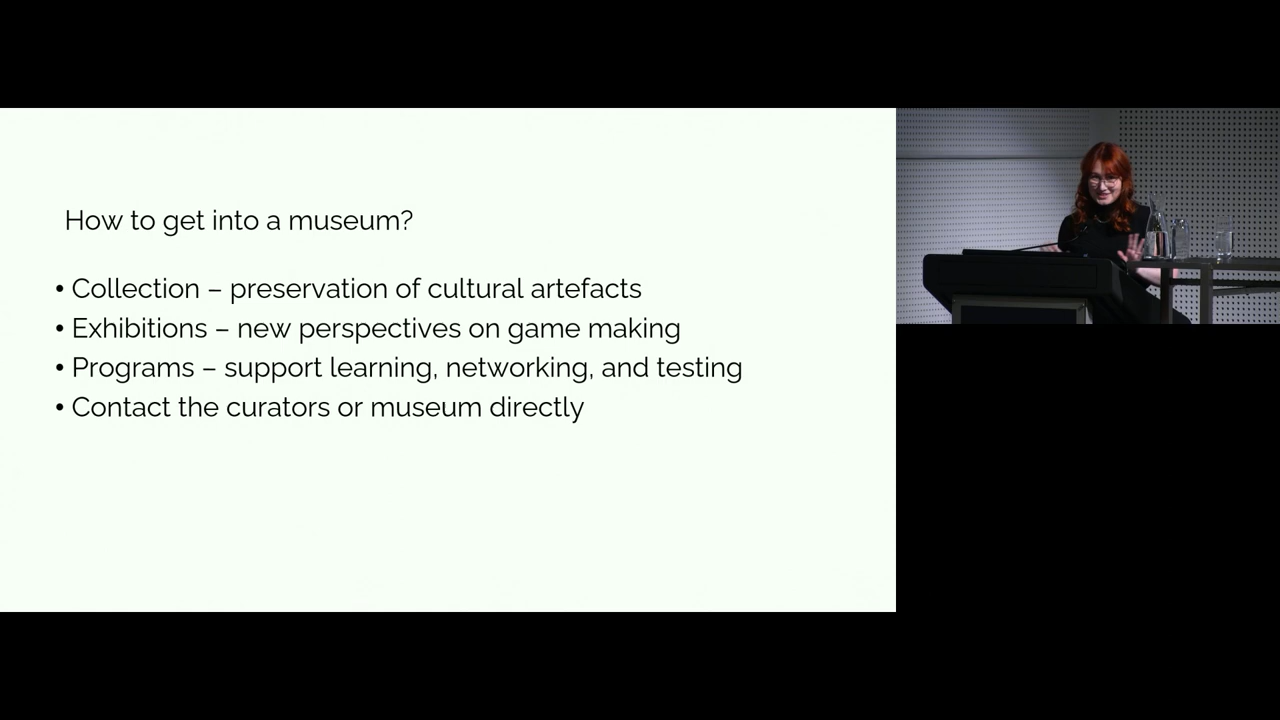 How to get into a museum?
• Collection – preservation of cultural artefacts
• Exhibitions – new perspectives on game making
• Programs – support learning, networking, and testing
• Contact the curators or museum directly